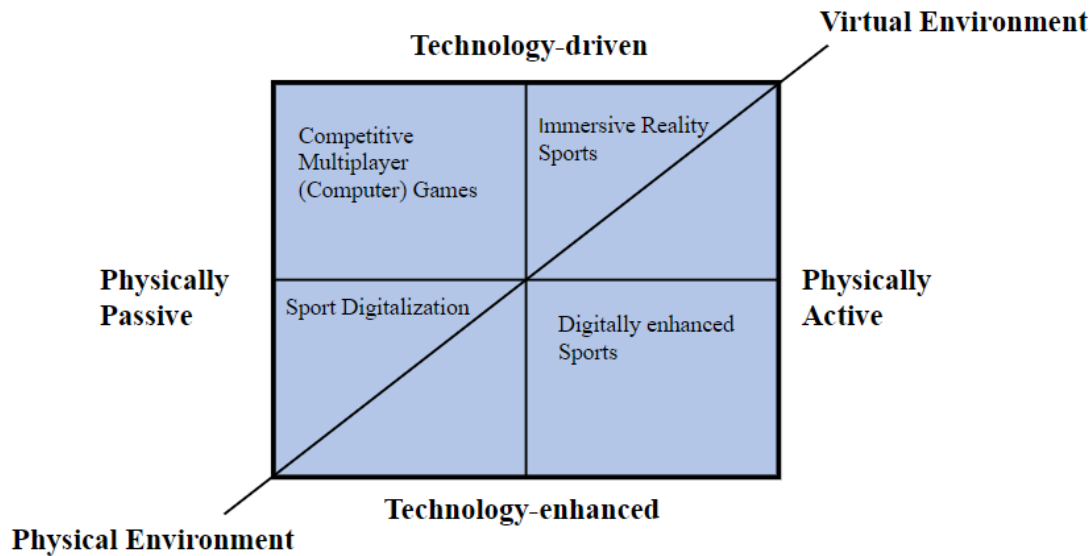 Virtual Environment
Technology-driven
Competitive
Multiplayer
(Computer) Games
Immersive Reality
Sports
Physically
Passive
Physically
Active
Sport Digitalization
Digitally enhanced
Sports
Technology-enhanced
Physical Environment